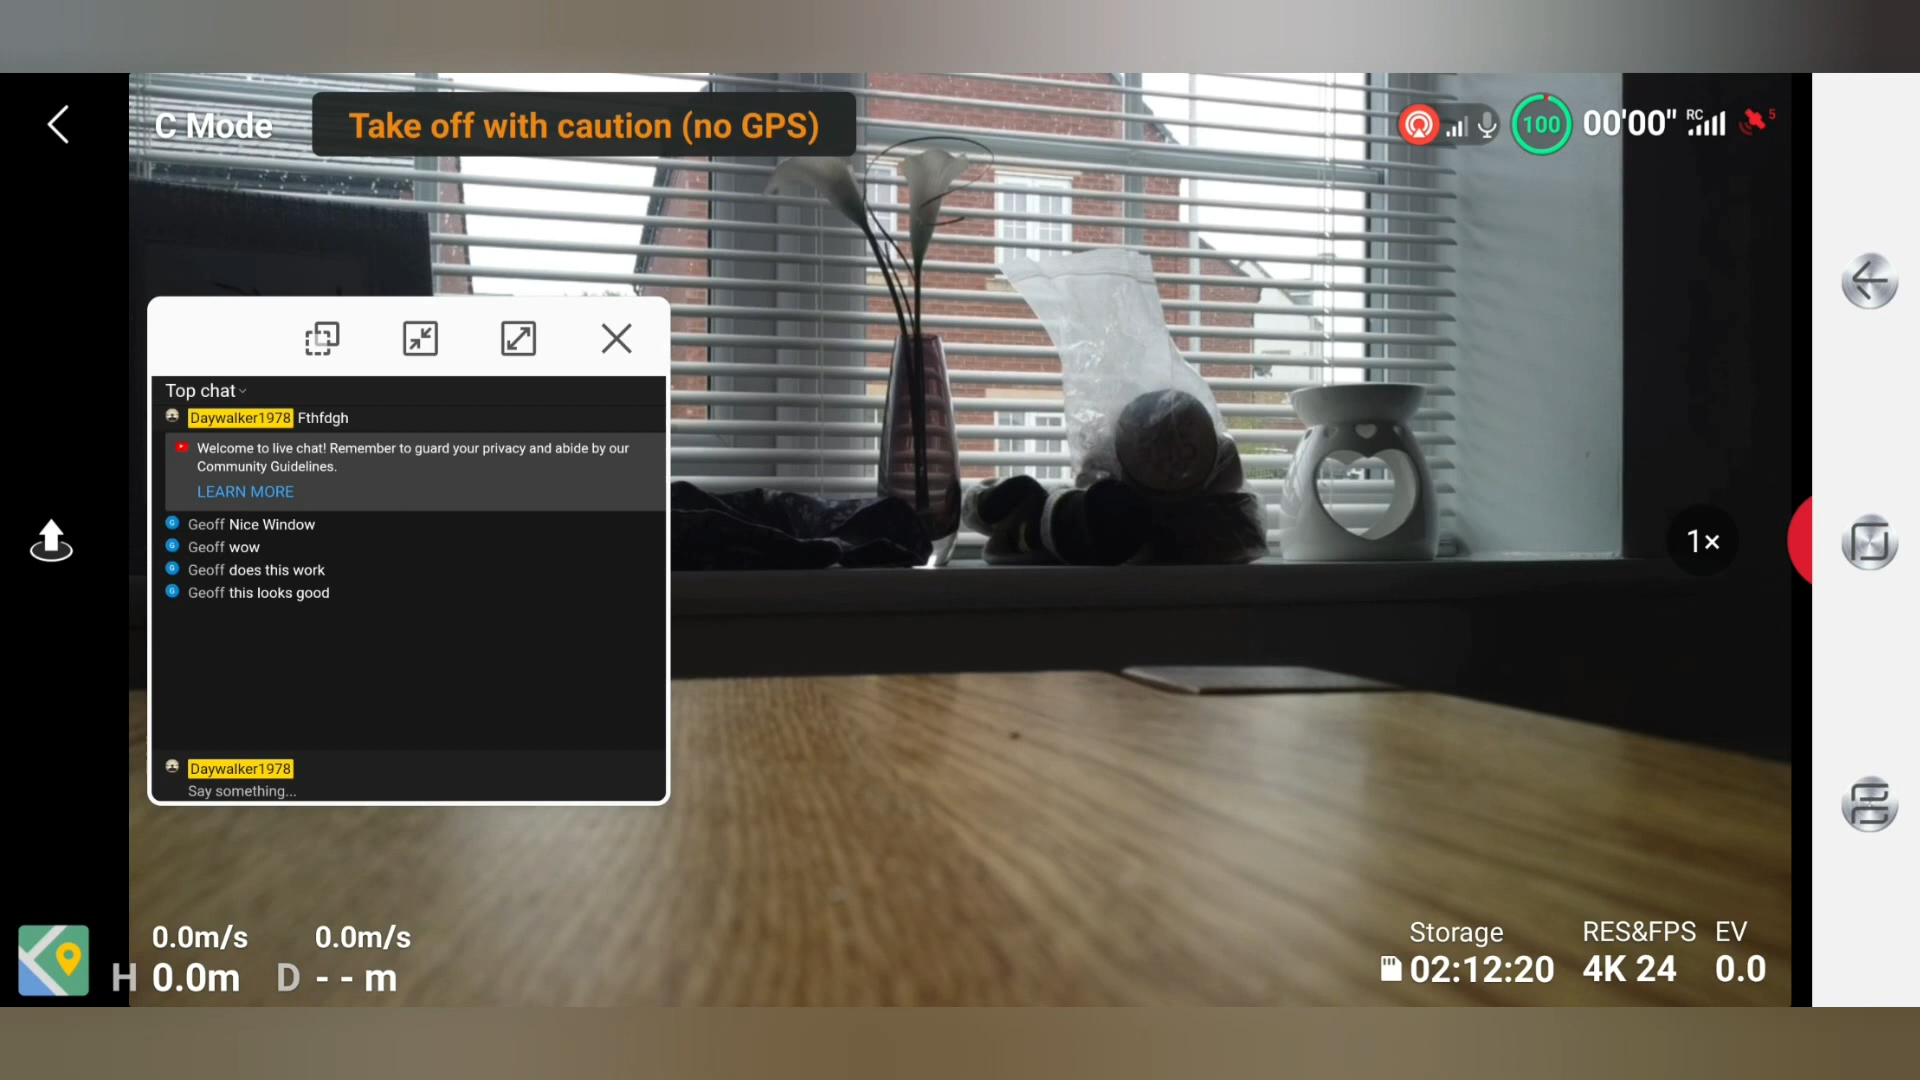 C Mode
Take off with caution (no GPS)
100
00'00"
RC
5
Top chat
Daywalker1978 Fthfdgh
Welcome to live chat! Remember to guard your privacy and abide by our
Community Guidelines.
LEARN MORE
G Geoff Nice Window
G Geoff wow
G Geoff does this work
G Geoff this looks good
Daywalker1978
Say something...
1×
0.0m/s 0.0m/s
H 0.0m D - - m
Storage RES&FPS EV
02:12:20 4K 24 0.0